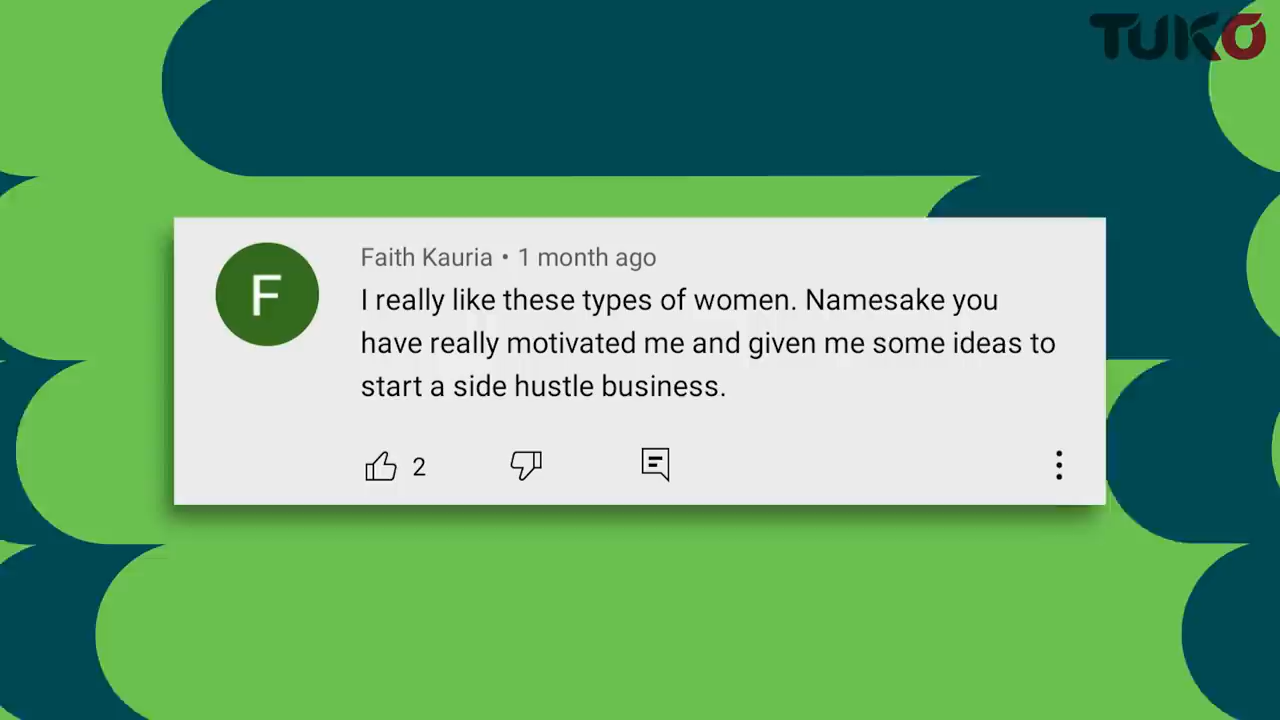 TUKO
F
Faith Kauria • 1 month ago
I really like these types of women. Namesake you
have really motivated me and given me some ideas to
start a side hustle business.
2